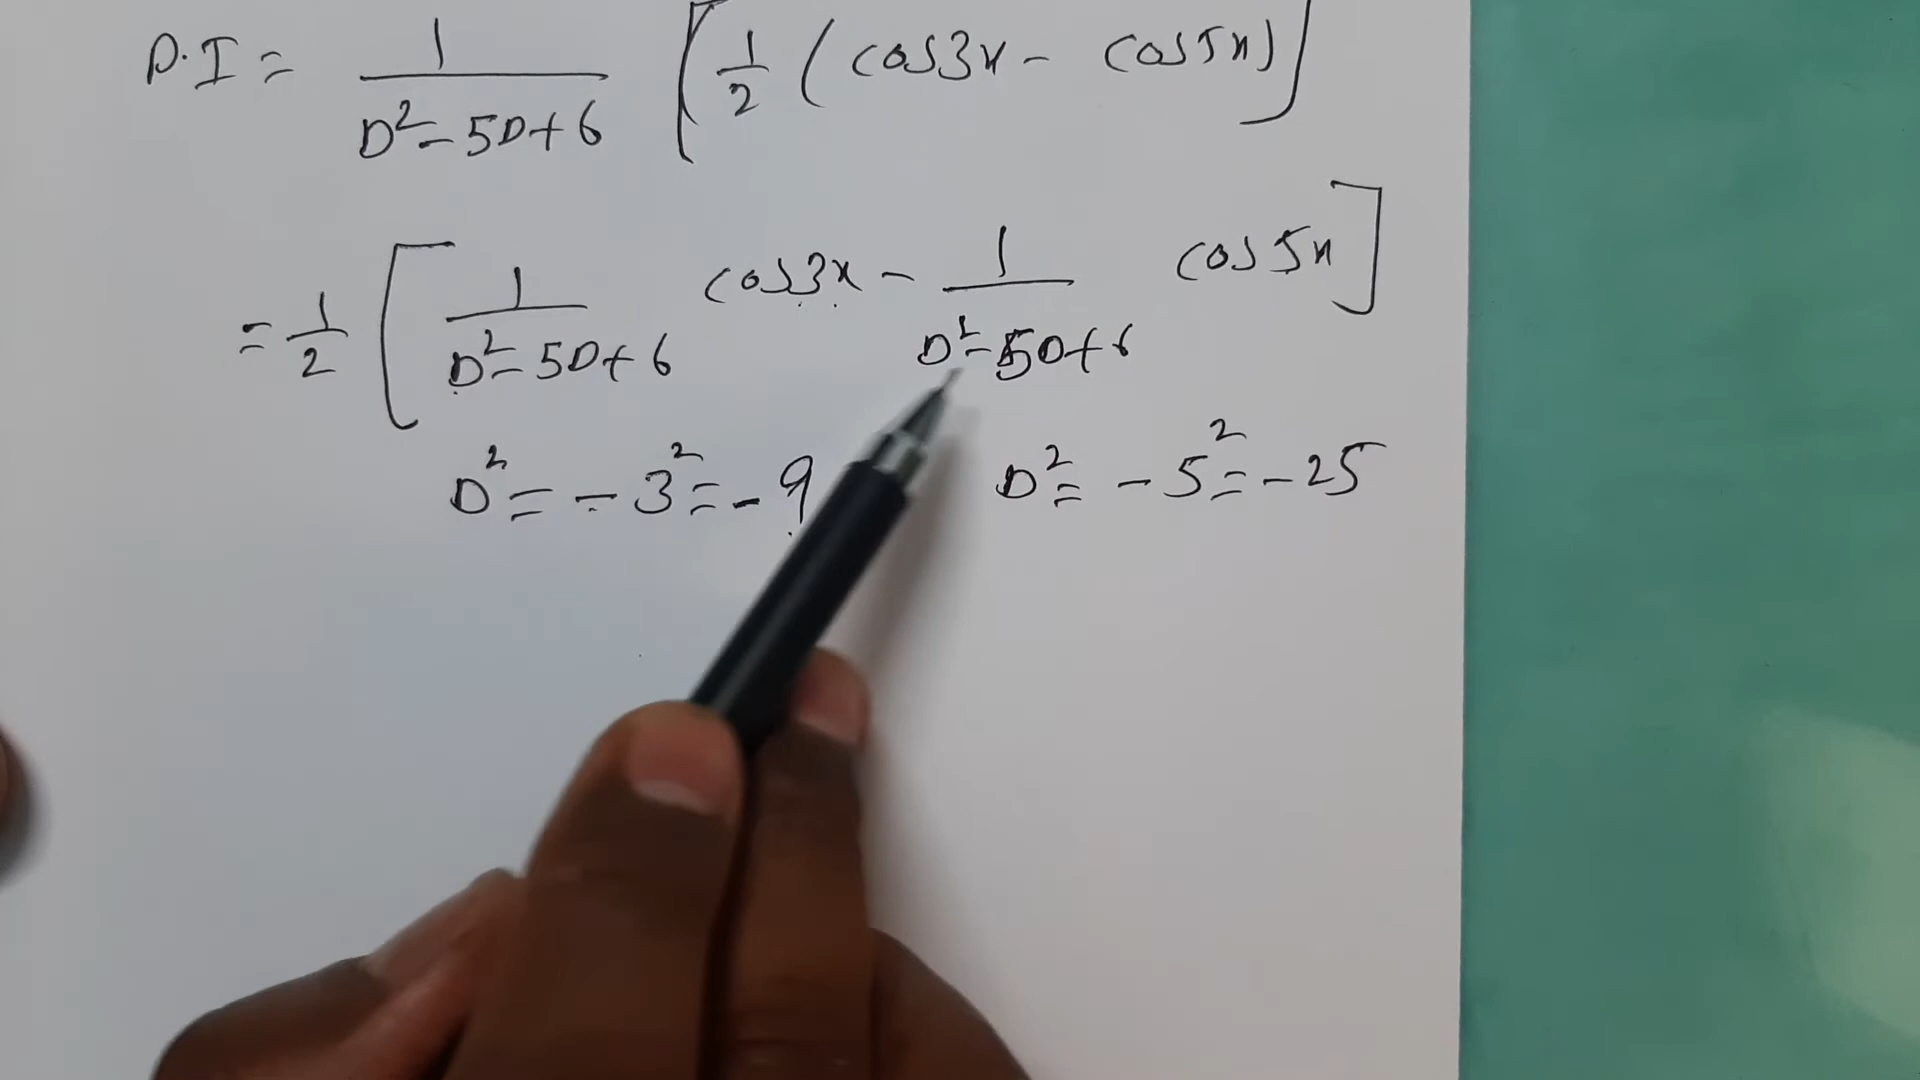 P.I = 1/(D²-5D+6) [1/2 (cos3x - cos5x)]
= 1/2 [1/(D²-5D+6) cos3x - 1/(D²-5D+6) cos5x]
D² = -3² = -9 D² = -5² = -25